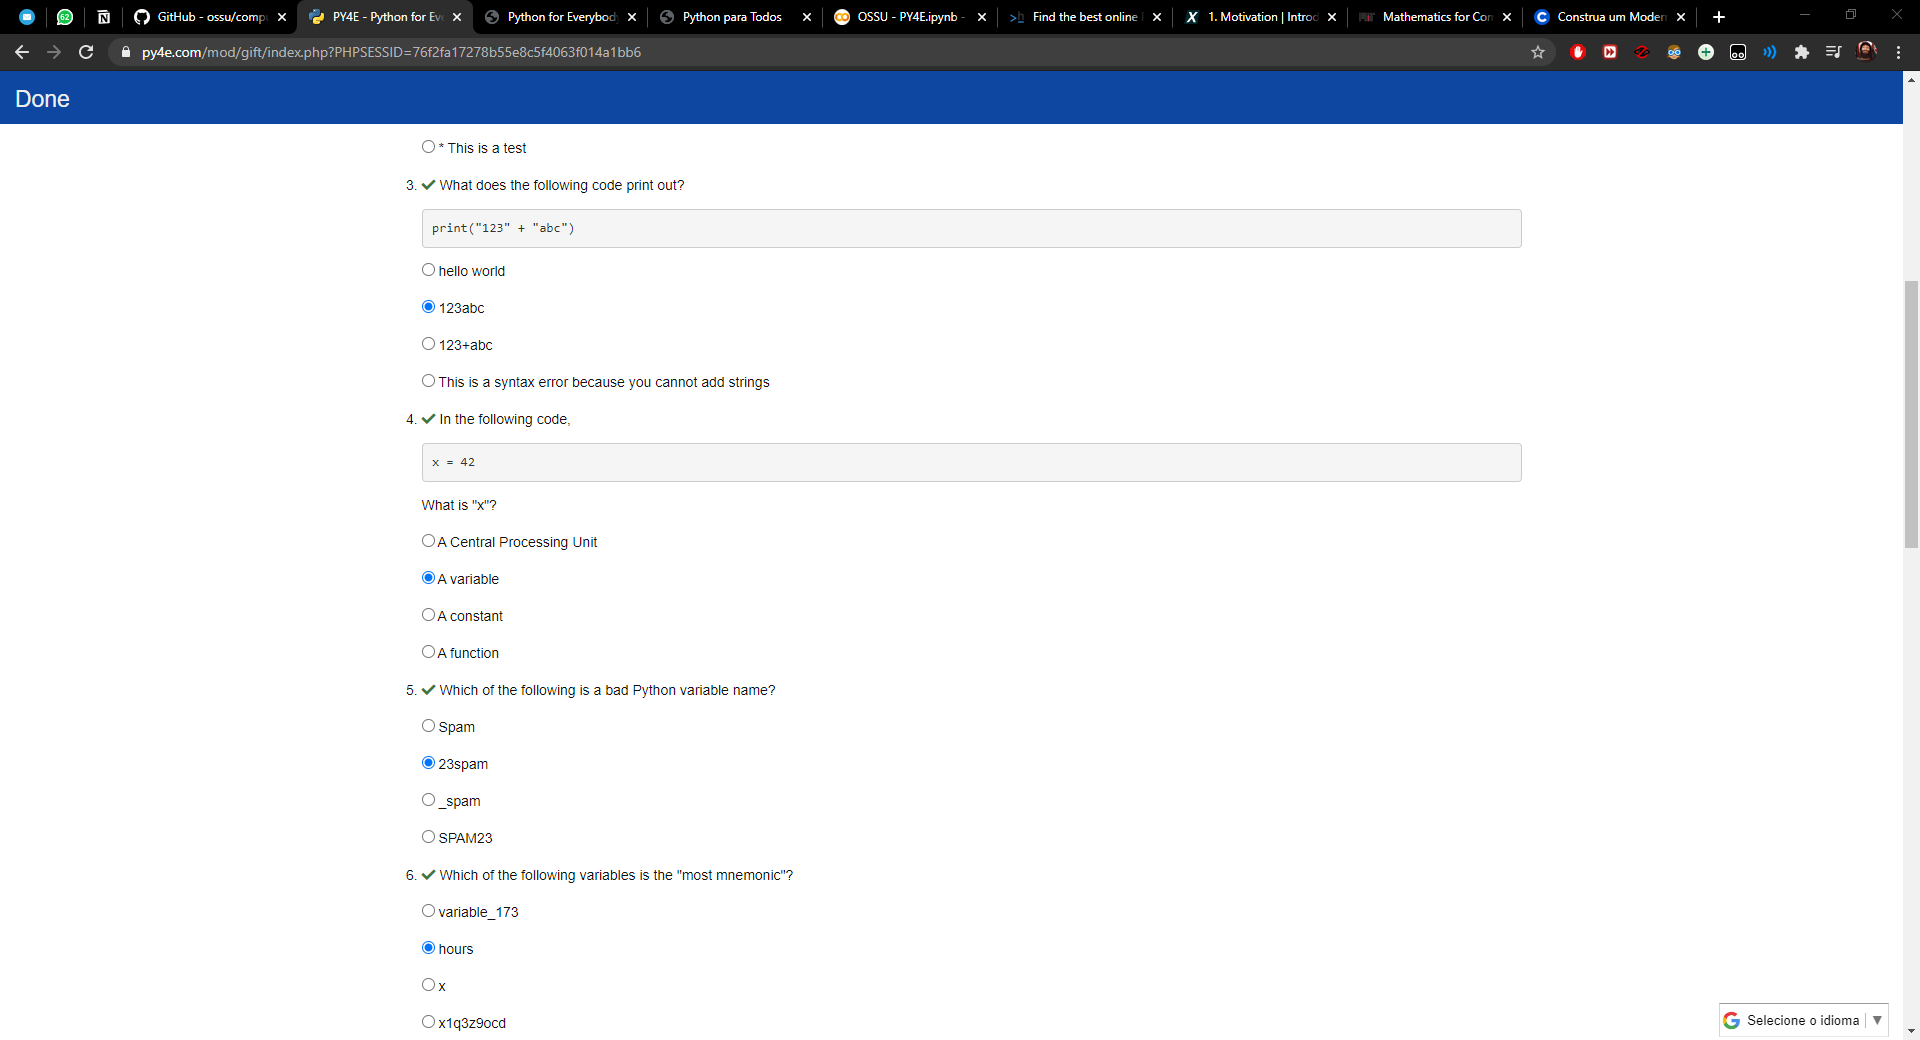 62
GitHub - ossu/comp
PY4E - Python for Ev
Python for Everybod
Python para Todos
OSSU - PY4E.ipynb -
Find the best online
1. Motivation | Introd
Mathematics for Co
Construa um Moder
py4e.com/mod/gift/index.php?PHPSESSID=76f2fa17278b55e8c5f4063f014a1bb6
Done
* This is a test
3. What does the following code print out?
print("123" + "abc")
hello world
123abc
123+abc
This is a syntax error because you cannot add strings
4. In the following code,
x = 42
What is "x"?
A Central Processing Unit
A variable
A constant
A function
5. Which of the following is a bad Python variable name?
Spam
23spam
_spam
SPAM23
6. Which of the following variables is the "most mnemonic"?
variable_173
hours
x
x1q3z9ocd
Selecione o idioma